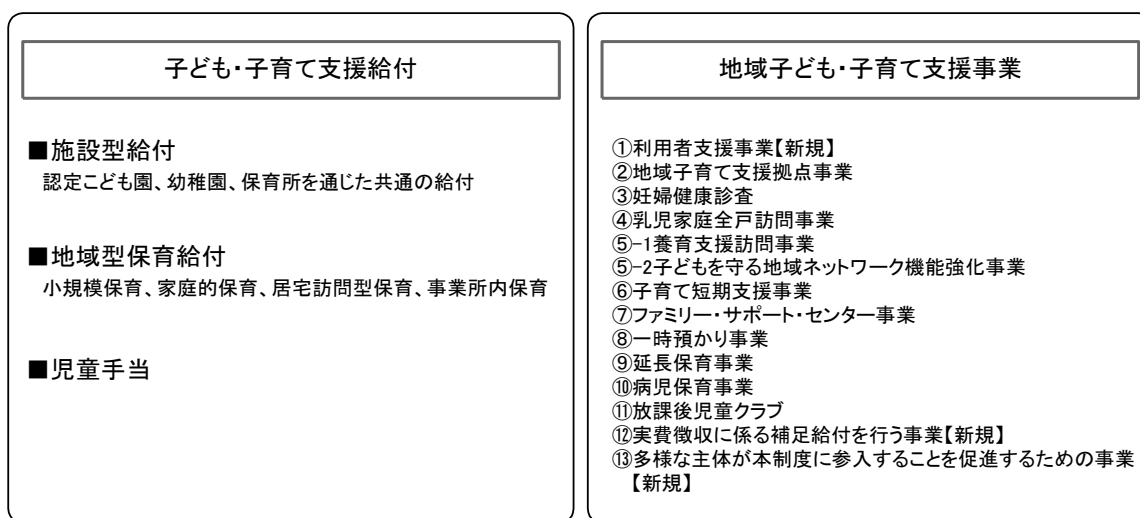 子ども・子育て支援給付
■施設型給付
認定こども園、幼稚園、保育所を通じた共通の給付
■地域型保育給付
小規模保育、家庭的保育、居宅訪問型保育、事業所内保育
■児童手当
地域子ども・子育て支援事業
①利用者支援事業【新規】
②地域子育て支援拠点事業
③妊婦健康診査
④乳児家庭全戸訪問事業
⑤-1養育支援訪問事業
⑤-2子どもを守る地域ネットワーク機能強化事業
⑥子育て短期支援事業
⑦ファミリー・サポート・センター事業
⑧一時預かり事業
⑨延長保育事業
⑩病児保育事業
⑪放課後児童クラブ
⑫実費徴収に係る補足給付を行う事業【新規】
⑬多様な主体が本制度に参入することを促進するための事業
【新規】